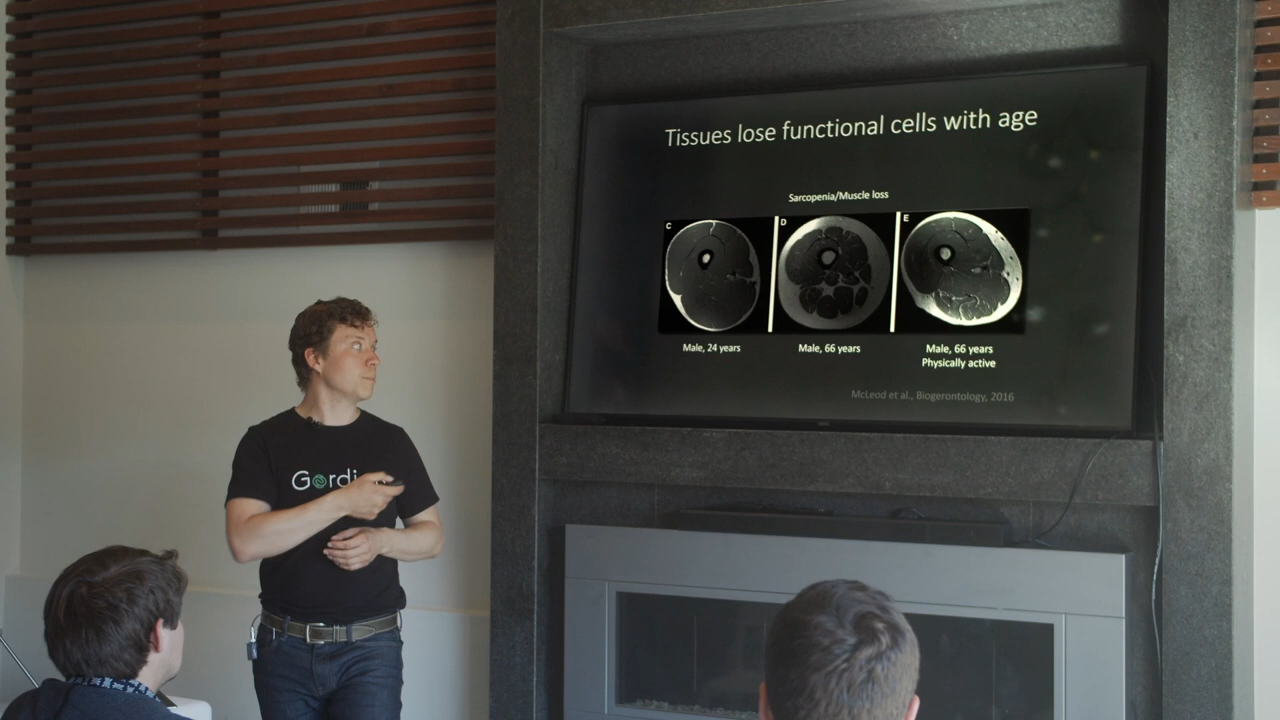 Tissues lose functional cells with age
Sarcopenia/Muscle loss
C
D
E
Male, 24 years
Male, 66 years
Male, 66 years
Physically active
McLeod et al., Biogerontology, 2016
Gordi